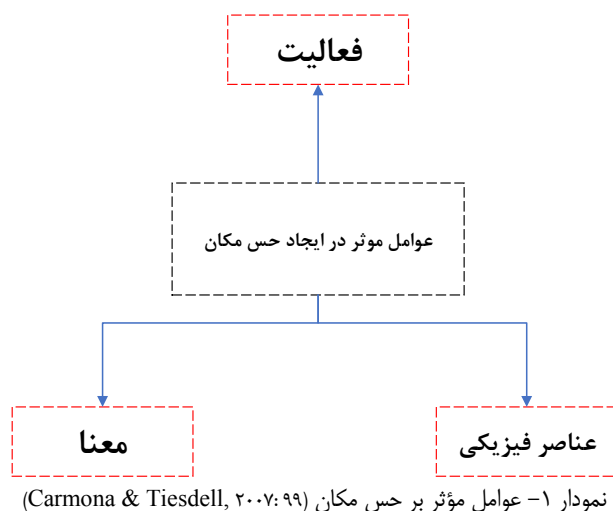 فعالیت
عوامل موثر در ایجاد حس مکان
عناصر فیزیکی
معنا
نمودار ۱- عوامل مؤثر بر حس مکان (Carmona & Tiesdell, ۲۰۰۷:۹۹)